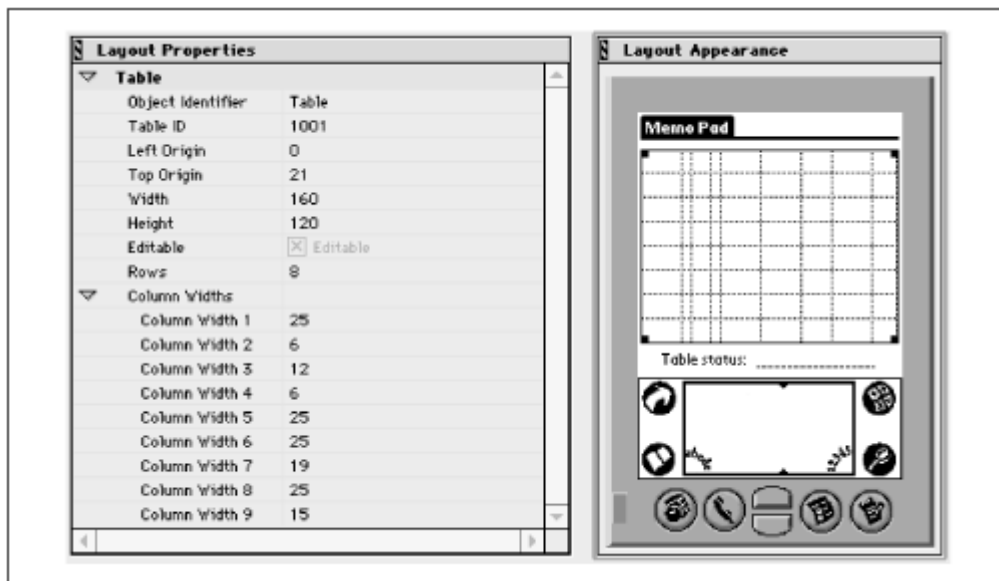 Layout Properties
Table
Object Identifier Table
Table ID 1001
Left Origin 0
Top Origin 21
Width 160
Height 120
Editable Editable
Rows 8
Column Widths
Column Width 1 25
Column Width 2 6
Column Width 3 12
Column Width 4 6
Column Width 5 25
Column Width 6 25
Column Width 7 19
Column Width 8 25
Column Width 9 15
Layout Appearance
Memo Pad
Table status: